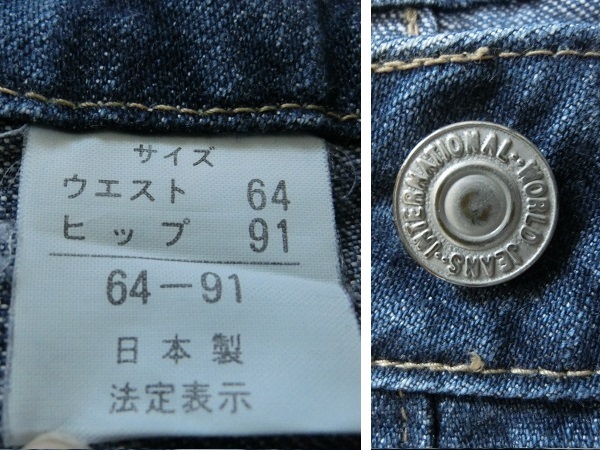 サイズ
ウエスト 64
ヒップ 91
64-91
日本製
法定表示
INTERNATIONAL·WORLD JEANS·